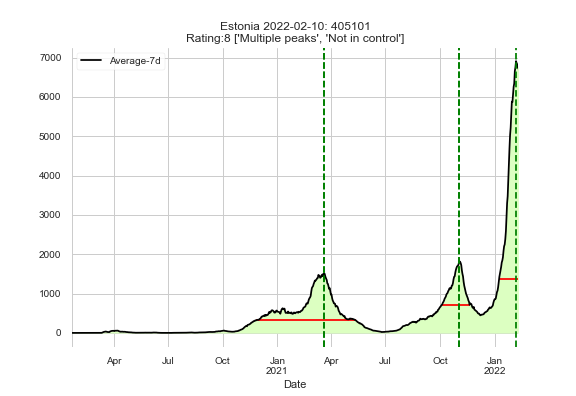 Estonia 2022-02-10: 405101
Rating:8 ['Multiple peaks', 'Not in control']
Average-7d
7000
6000
5000
4000
3000
2000
1000
0
Apr
Jul
Oct
Jan
2021
Apr
Jul
Oct
Jan
2022
Date